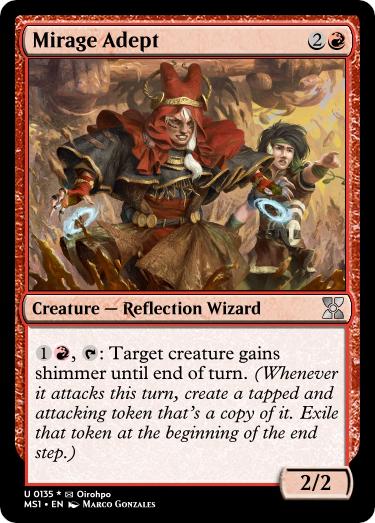 Mirage Adept 2
Creature — Reflection Wizard
1 , : Target creature gains
shimmer until end of turn. (Whenever
it attacks this turn, create a tapped and
attacking token that's a copy of it. Exile
that token at the beginning of the end
step.)
2/2
U 0135 * Oirohpo
MS1 • EN Marco Gonzales